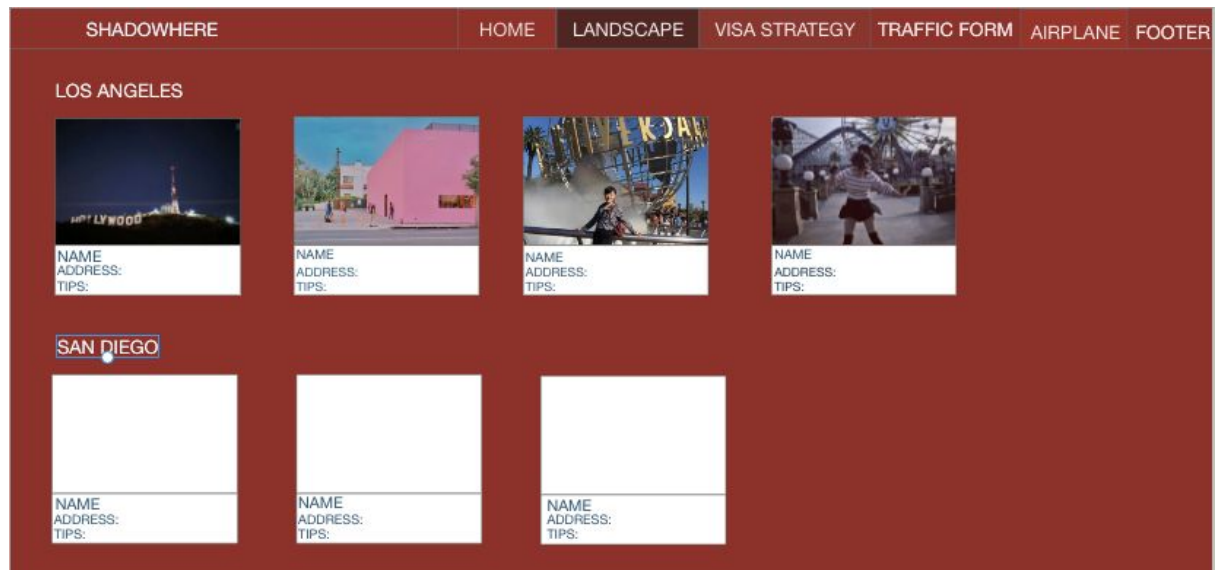 SHADOWHERE HOME LANDSCAPE VISA STRATEGY TRAFFIC FORM AIRPLANE FOOTER
LOS ANGELES
HOLLYWOOD
NAME
ADDRESS:
TIPS:
NAME
ADDRESS:
TIPS:
NAME
ADDRESS:
TIPS:
NAME
ADDRESS:
TIPS:
SAN DIEGO
NAME
ADDRESS:
TIPS:
NAME
ADDRESS:
TIPS:
NAME
ADDRESS:
TIPS: